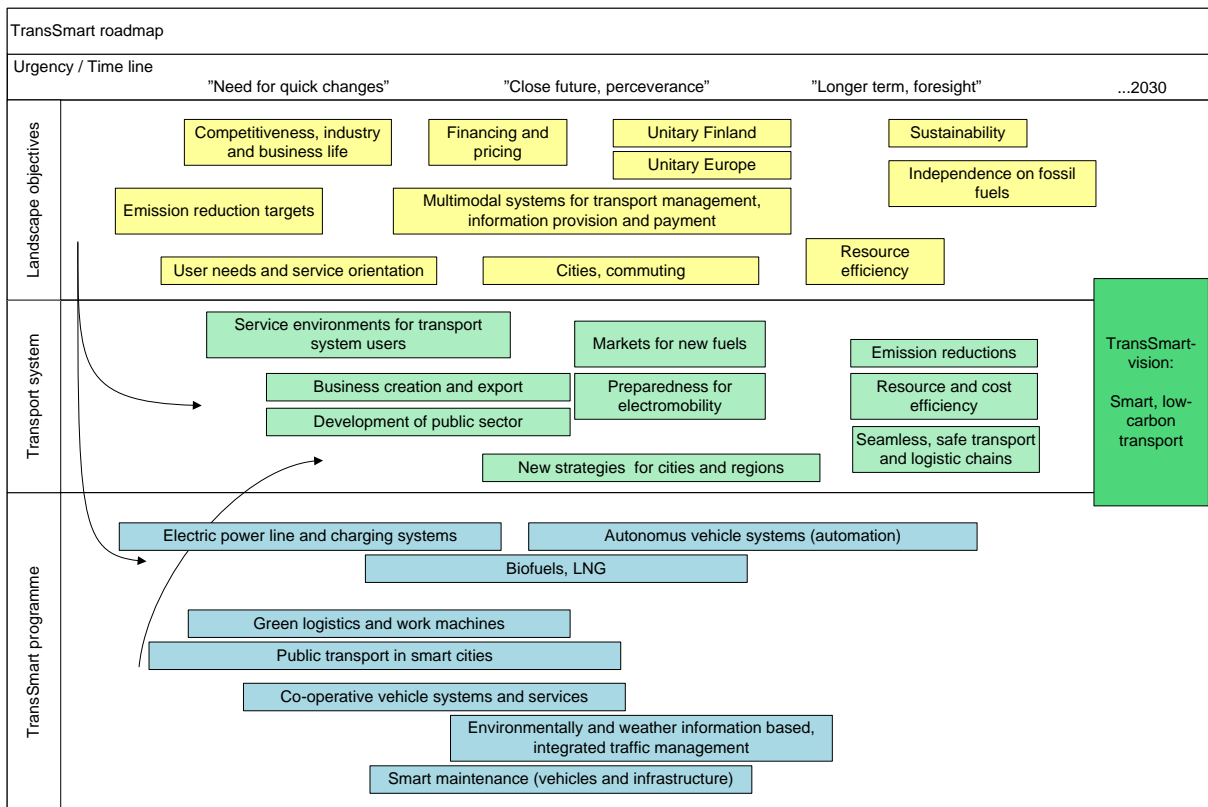 TransSmart roadmap
Urgency / Time line
”Need for quick changes”
”Close future, perceverance”
”Longer term, foresight”
...2030
Landscape objectives
Competitiveness, industry
and business life
Financing and
pricing
Unitary Finland
Unitary Europe
Sustainability
Independence on fossil
fuels
Emission reduction targets
Multimodal systems for transport management,
information provision and payment
User needs and service orientation
Cities, commuting
Resource
efficiency
Transport system
Service environments for transport
system users
Markets for new fuels
Emission reductions
Business creation and export
Preparedness for
electromobility
Resource and cost
efficiency
Development of public sector
Seamless, safe transport
and logistic chains
New strategies  for cities and regions
TransSmart-
vision:
Smart, low-
carbon
transport
TransSmart programme
Electric power line and charging systems
Autonomus vehicle systems (automation)
Biofuels, LNG
Green logistics and work machines
Public transport in smart cities
Co-operative vehicle systems and services
Environmentally and weather information based,
integrated traffic management
Smart maintenance (vehicles and infrastructure)